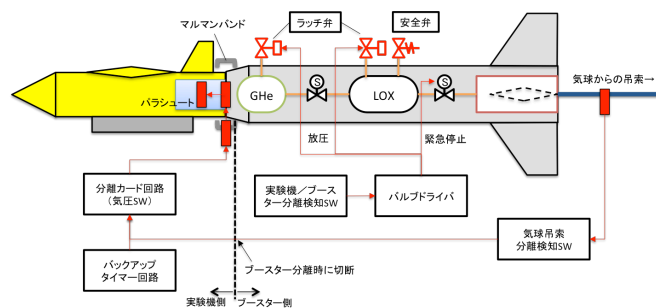 マルマンバンド
ラッチ弁
安全弁
気球からの吊索→
パラシュート
GHe
S
LOX
S
放圧
緊急停止
分離カード回路
(気圧SW)
実験機/ブースター分離検知SW
バルブドライバ
気球吊索
分離検知SW
バックアップ
タイマー回路
ブースター分離時に切断
実験機側
ブースター側